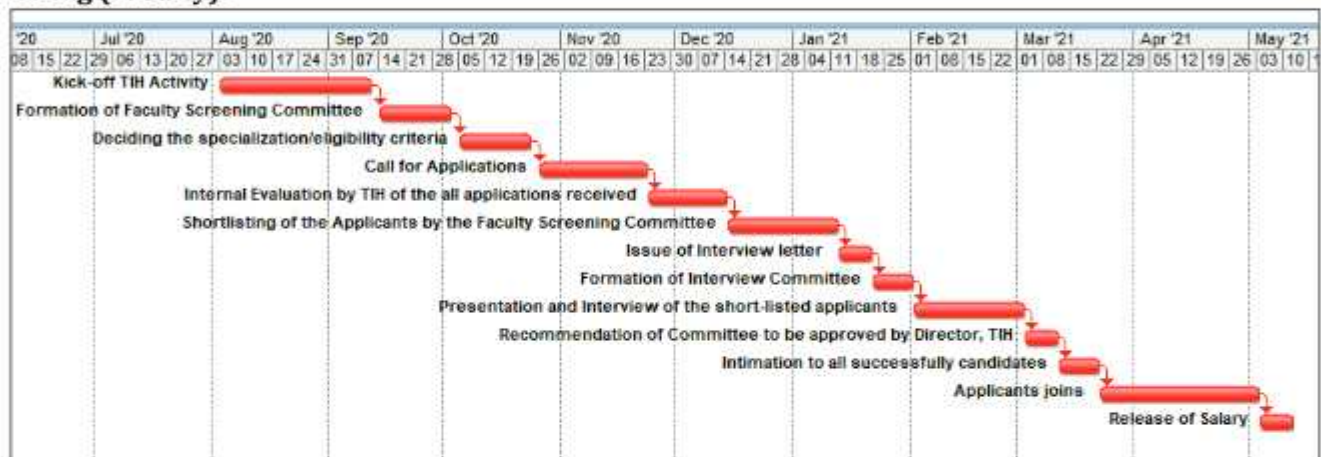 '20 Jul '20 Aug '20 Sep '20 Oct '20 Nov '20 Dec '20 Jan '21 Feb '21 Mar '21 Apr '21 May '21
08 15 22 29 06 13 20 27 03 10 17 24 31 07 14 21 28 05 12 19 26 02 09 16 23 30 07 14 21 28 04 11 18 25 01 08 15 22 01 08 15 22 29 05 12 19 26 03 10
Kick-off TIH Activity
Formation of Faculty Screening Committee
Deciding the specialization/eligibility criteria
Call for Applications
Internal Evaluation by TIH of the all applications received
Shortlisting of the Applicants by the Faculty Screening Committee
Issue of Interview letter
Formation of Interview Committee
Presentation and Interview of the short-listed applicants
Recommendation of Committee to be approved by Director, TIH
Intimation to all successfully candidates
Applicants joins
Release of Salary